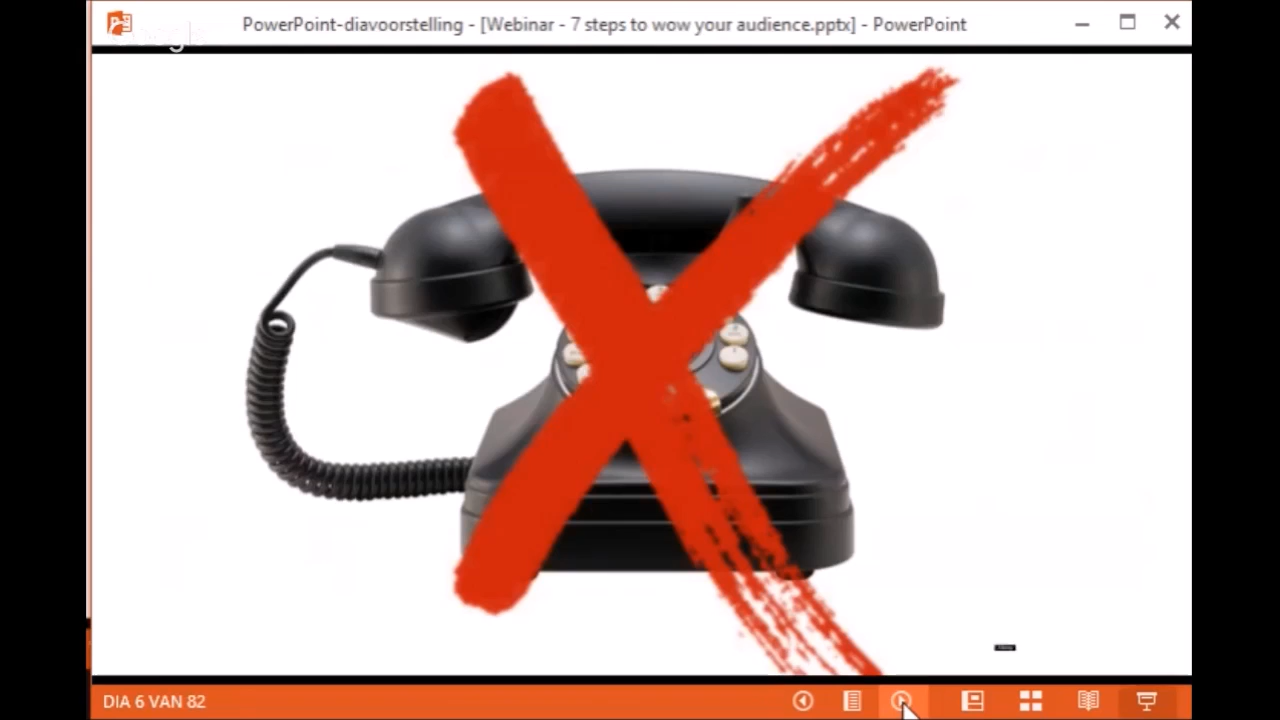 PowerPoint-diavoorstelling - [Webinar - 7 steps to wow your audience.pptx] - PowerPoint
DIA 6 VAN 82